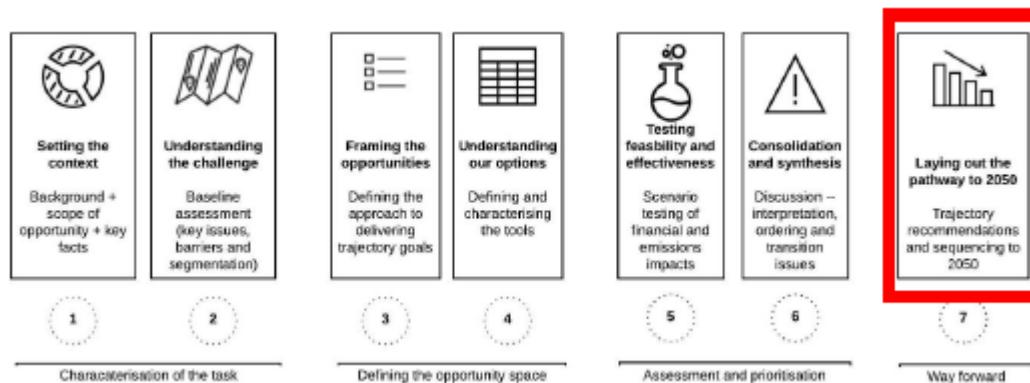 Setting the
context
Background +
scope of
opportunity + key
facts
Understanding
the challenge
Baseline
assessment
(key issues,
barriers and
segmentation)
Framing the
opportunities
Defining the
approach to
delivering
trajectory goals
Understanding
our options
Defining and
characterising
the tools
Testing
feasibility and
effectiveness
Scenario
testing of
financial and
emissions
impacts
Consolidation
and synthesis
Discussion –
interpretation,
ordering and
transition
issues
Laying out the
pathway to 2050
Trajectory
recommendations
and sequencing to
2050
1
2
3
4
5
6
7
Characaterisation of the task
Defining the opportunity space
Assessment and prioritisation
Way forward